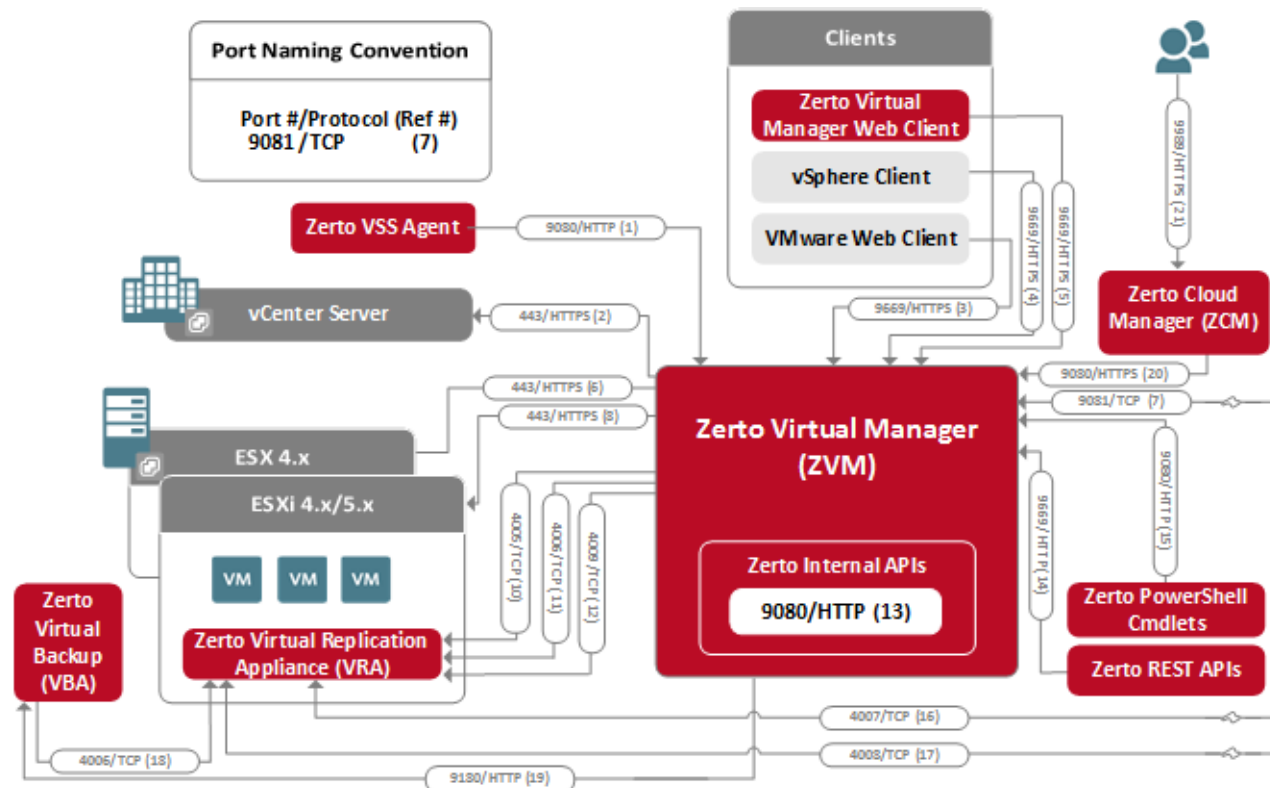 Port Naming Convention
Port #/Protocol (Ref #)
9081/TCP (7)
Clients
Zerto Virtual
Manager Web Client
vSphere Client
VMware Web Client
Zerto VSS Agent
9080/HTTP (1)
vCenter Server
443/HTTPS (2)
9669/HTTPS (3)
9669/HTTPS (4)
9669/HTTPS (5)
9989/HTTPS (21)
Zerto Cloud
Manager (ZCM)
443/HTTPS (6)
443/HTTPS (8)
9080/HTTPS (20)
9081/TCP (7)
ESX 4.x
ESXi 4.x/5.x
VM
VM
VM
Zerto Virtual Replication
Appliance (VRA)
4005/TCP (10)
4006/TCP (11)
4009/TCP (12)
Zerto Virtual Manager
(ZVM)
Zerto Internal APIs
9080/HTTP (13)
9669/HTTP (14)
9080/HTTP (15)
Zerto PowerShell
Cmdlets
Zerto REST APIs
Zerto
Virtual
Backup
(VBA)
4007/TCP (16)
4008/TCP (17)
4006/TCP (18)
9180/HTTP (19)